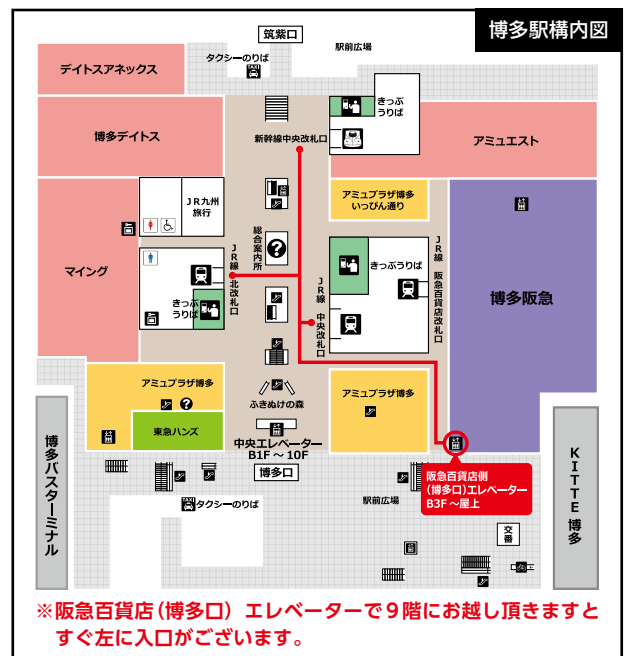 博多駅構内図
筑紫口
タクシーのりば
駅前広場
デイトスアネックス
きっぷ
うりば
博多デイトス
新幹線中央改札口
アミュエスト
JR九州
旅行
アミュプラザ博多
いっぴん通り
マイング
総合案内所
?
JR線 北改札口
JR線 中央改札口
きっぷうりば
JR線 阪急百貨店改札口
博多阪急
きっぷ
うりば
アミュプラザ博多
?
ふきぬけの森
アミュプラザ博多
東急ハンズ
中央エレベーター
B1F~10F
博多口
博多バスターミナル
KITTE博多
阪急百貨店側
(博多口)エレベーター
B3F~屋上
タクシーのりば
駅前広場
交番
※阪急百貨店(博多口) エレベーターで9階にお越し頂きますと
すぐ左に入口がございます。